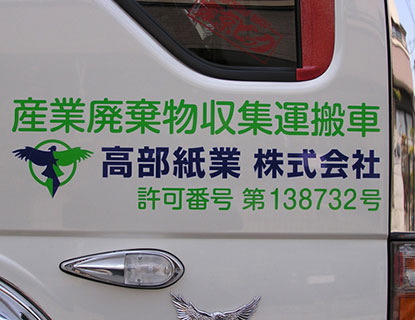 産業廃棄物収集運搬車
高部紙業 株式会社
許可番号 第138732号